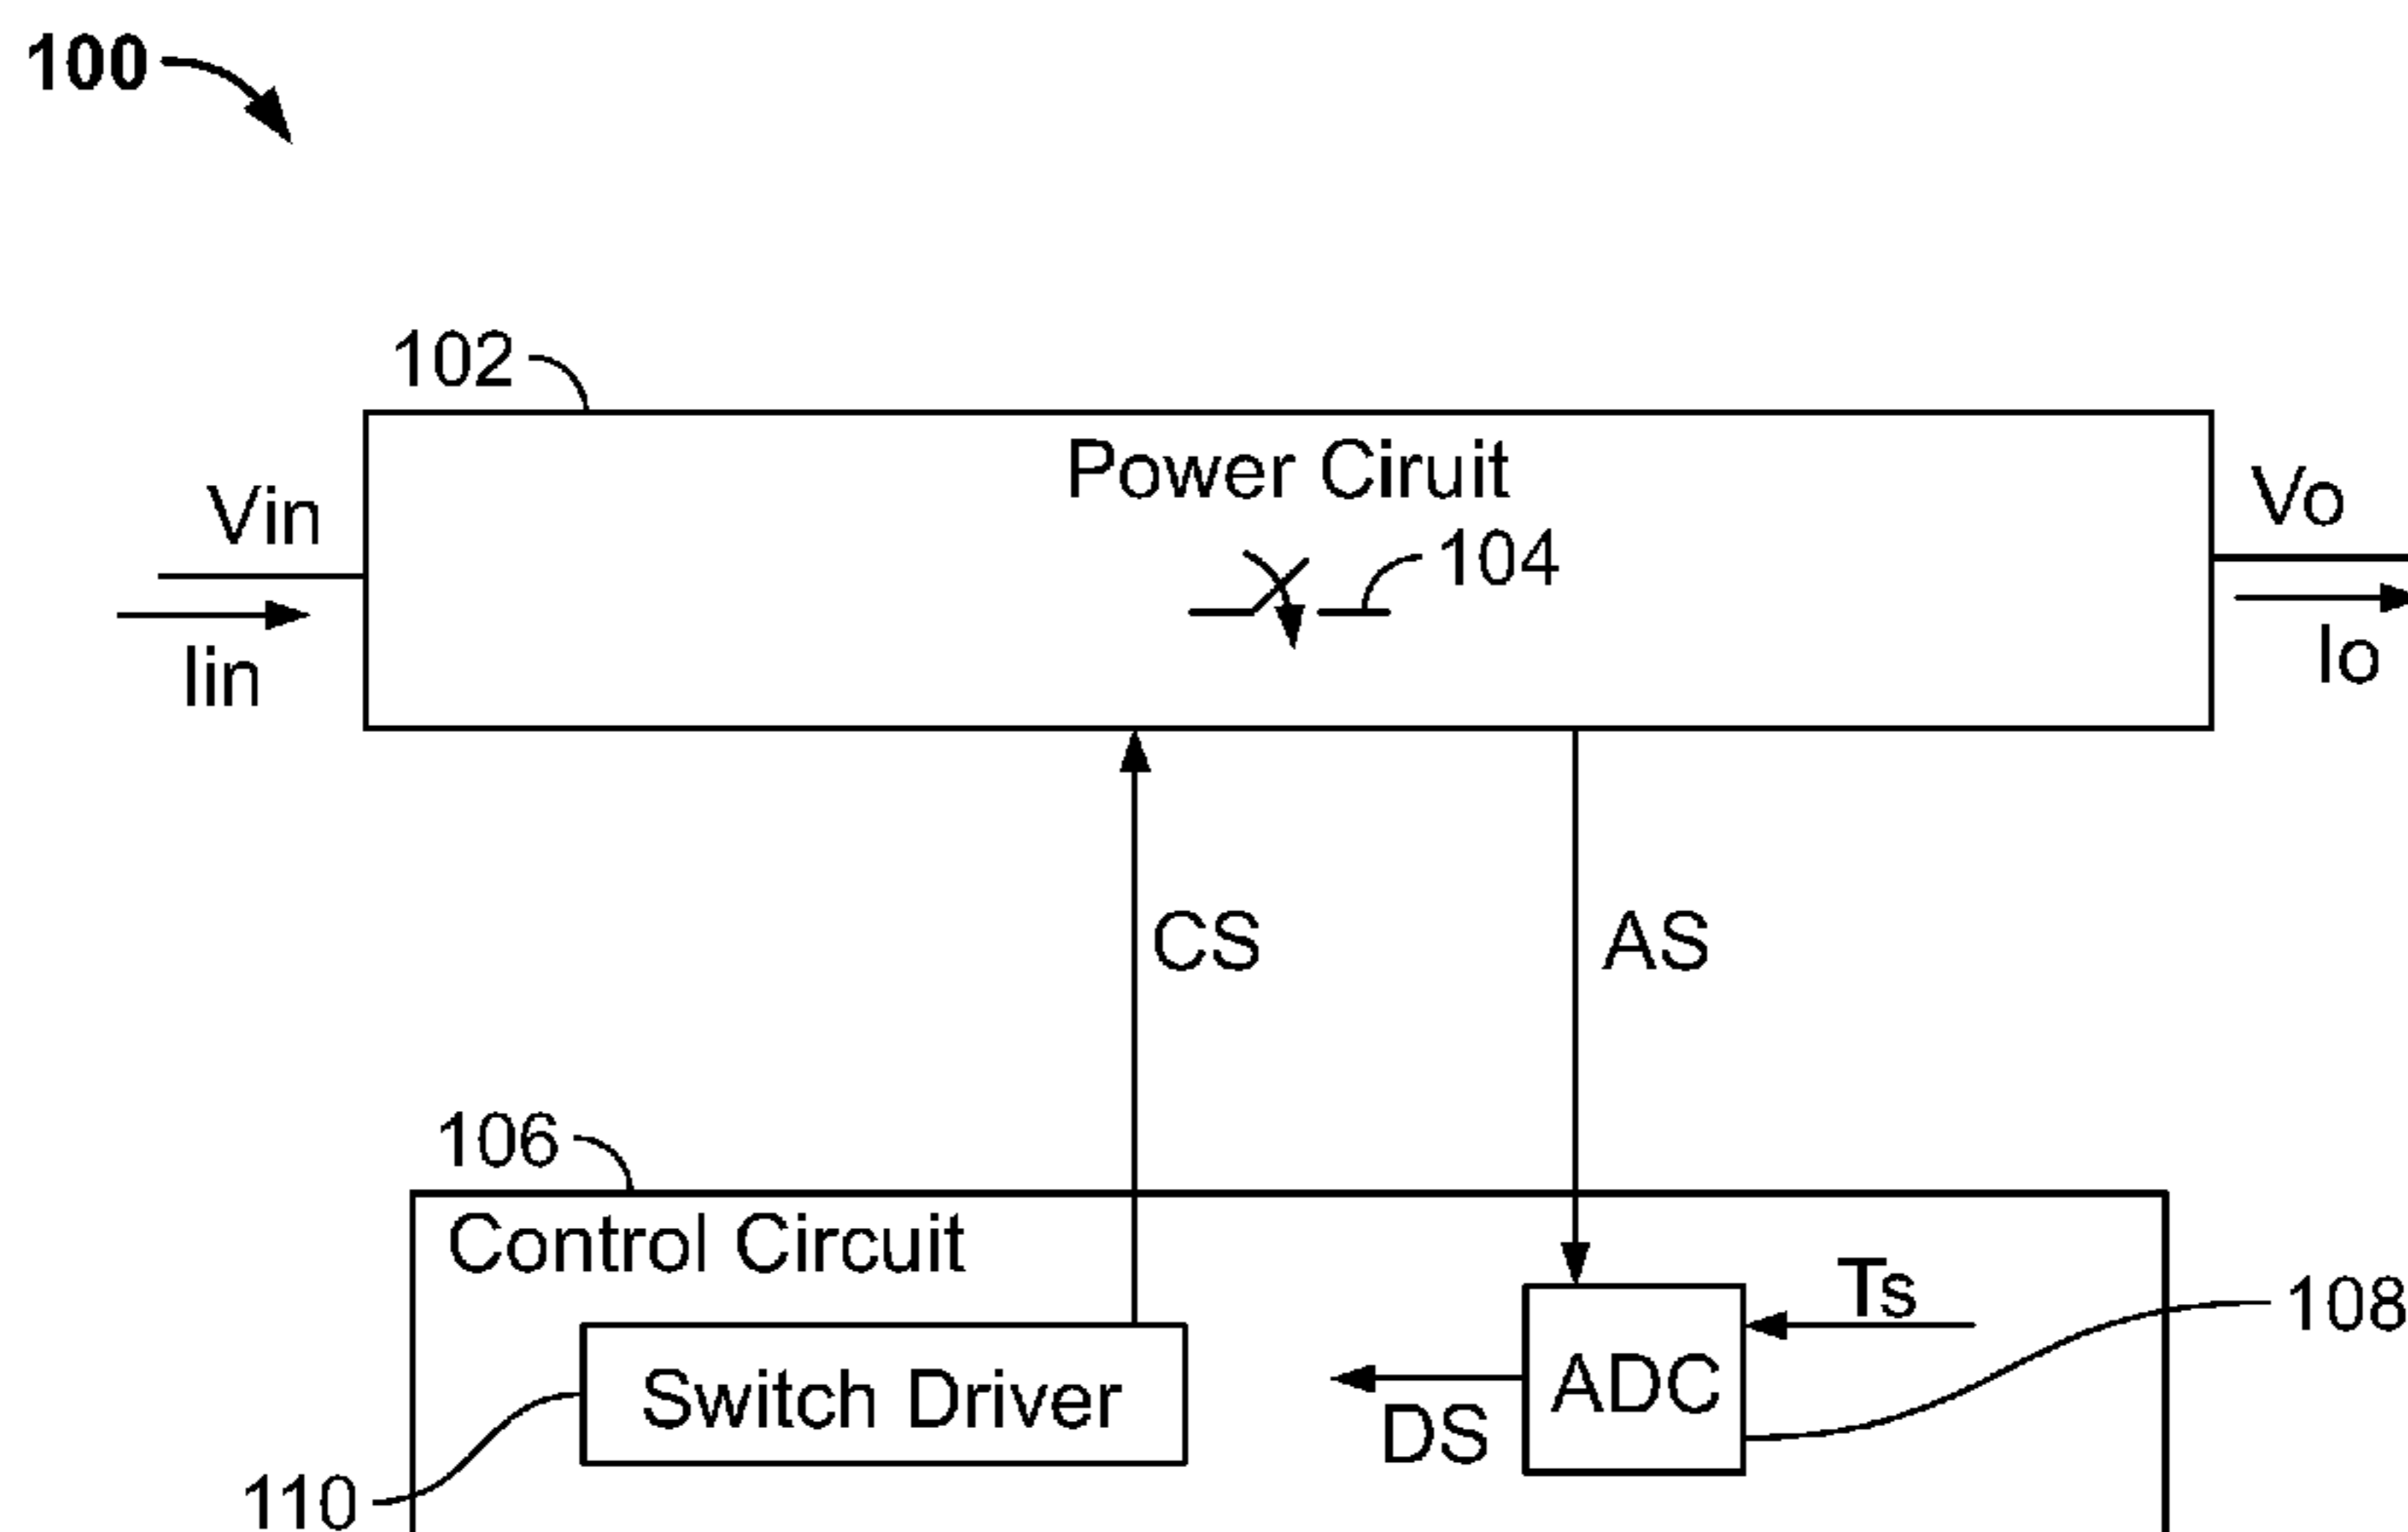 100
102
Power Ciruit
Vin
Vo
104
Iin
Io
CS
AS
106
Control Circuit
Ts
108
Switch Driver
ADC
DS
110